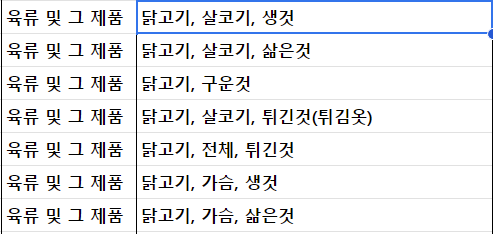 육류 및 그 제품 닭고기, 살코기, 생것
육류 및 그 제품 닭고기, 살코기, 삶은것
육류 및 그 제품 닭고기, 구운것
육류 및 그 제품 닭고기, 살코기, 튀긴것(튀김옷)
육류 및 그 제품 닭고기, 전체, 튀긴것
육류 및 그 제품 닭고기, 가슴, 생것
육류 및 그 제품 닭고기, 가슴, 삶은것